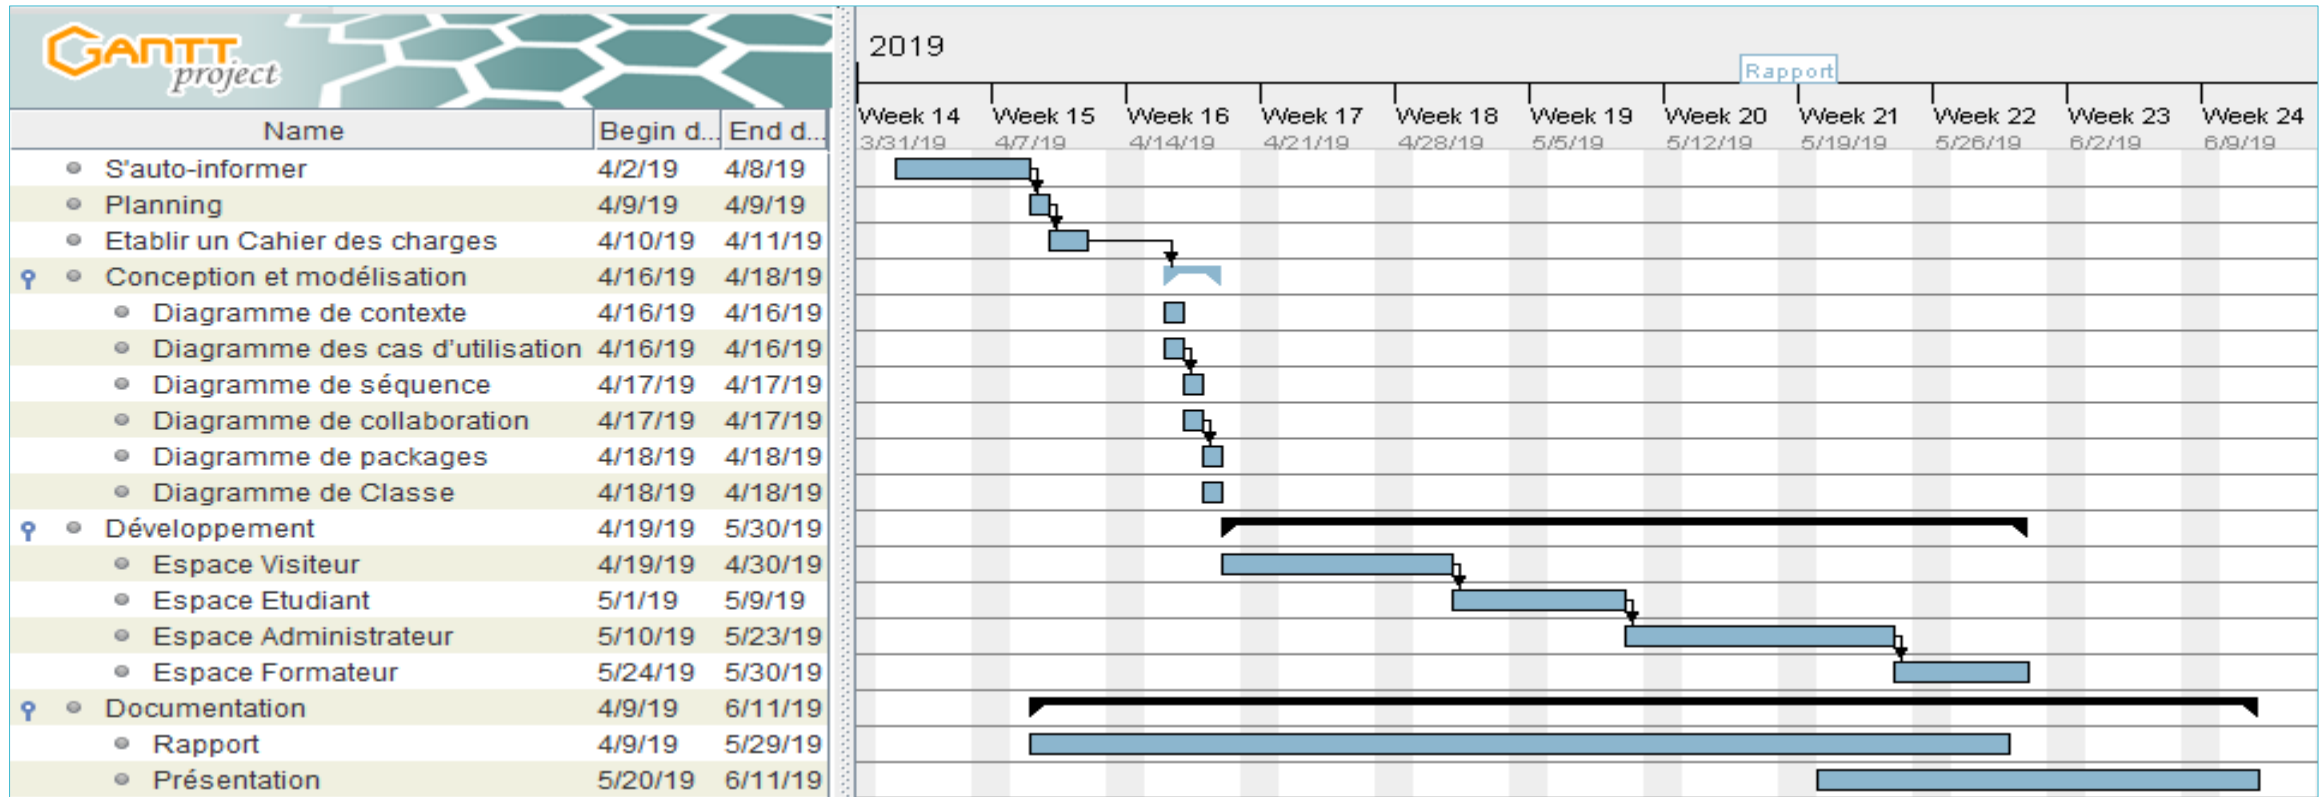 GANTT
project
2019
Rapport
Week 14 Week 15 Week 16 Week 17 Week 18 Week 19 Week 20 Week 21 Week 22 Week 23 Week 24
3/31/19 4/7/19 4/14/19 4/21/19 4/28/19 5/5/19 5/12/19 5/19/19 5/26/19 6/2/19 6/9/19
Name Begin d... End d...
S'auto-informer 4/2/19 4/8/19
Planning 4/9/19 4/9/19
Etablir un Cahier des charges 4/10/19 4/11/19
Conception et modélisation 4/16/19 4/18/19
Diagramme de contexte 4/16/19 4/16/19
Diagramme des cas d'utilisation 4/16/19 4/16/19
Diagramme de séquence 4/17/19 4/17/19
Diagramme de collaboration 4/17/19 4/17/19
Diagramme de packages 4/18/19 4/18/19
Diagramme de Classe 4/18/19 4/18/19
Développement 4/19/19 5/30/19
Espace Visiteur 4/19/19 4/30/19
Espace Etudiant 5/1/19 5/9/19
Espace Administrateur 5/10/19 5/23/19
Espace Formateur 5/24/19 5/30/19
Documentation 4/9/19 6/11/19
Rapport 4/9/19 5/29/19
Présentation 5/20/19 6/11/19